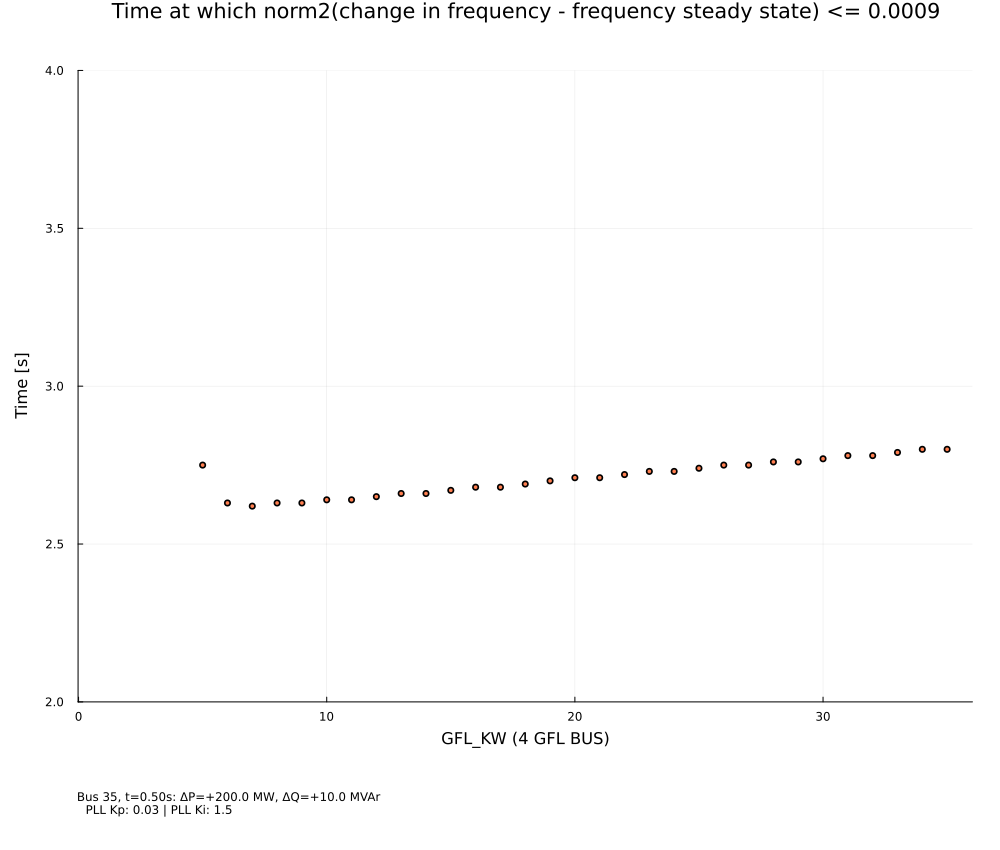 Time at which norm2(change in frequency - frequency steady state) <= 0.0009
4.0
3.5
3.0
2.5
2.0
Time [s]
0 10 20 30
GFL_KW (4 GFL BUS)
Bus 35, t=0.50s: ΔP=+200.0 MW, ΔQ=+10.0 MVAr
PLL Kp: 0.03 | PLL Ki: 1.5